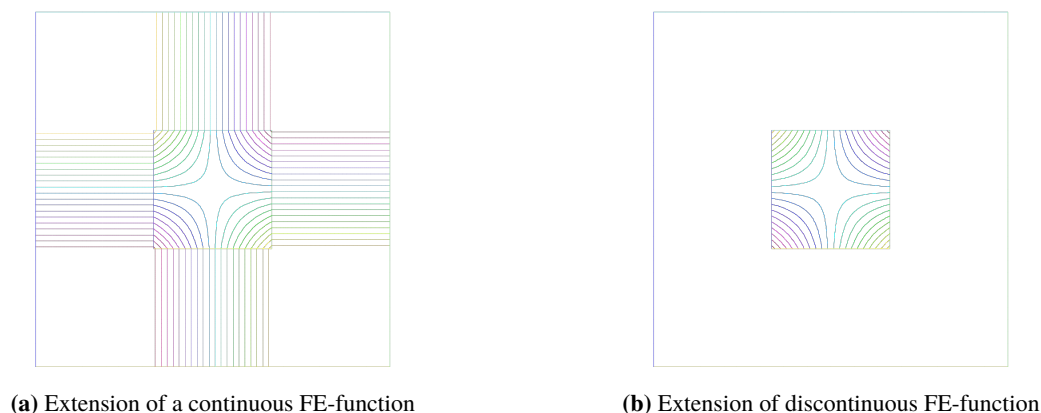 (a) Extension of a continuous FE-function
(b) Extension of discontinuous FE-function